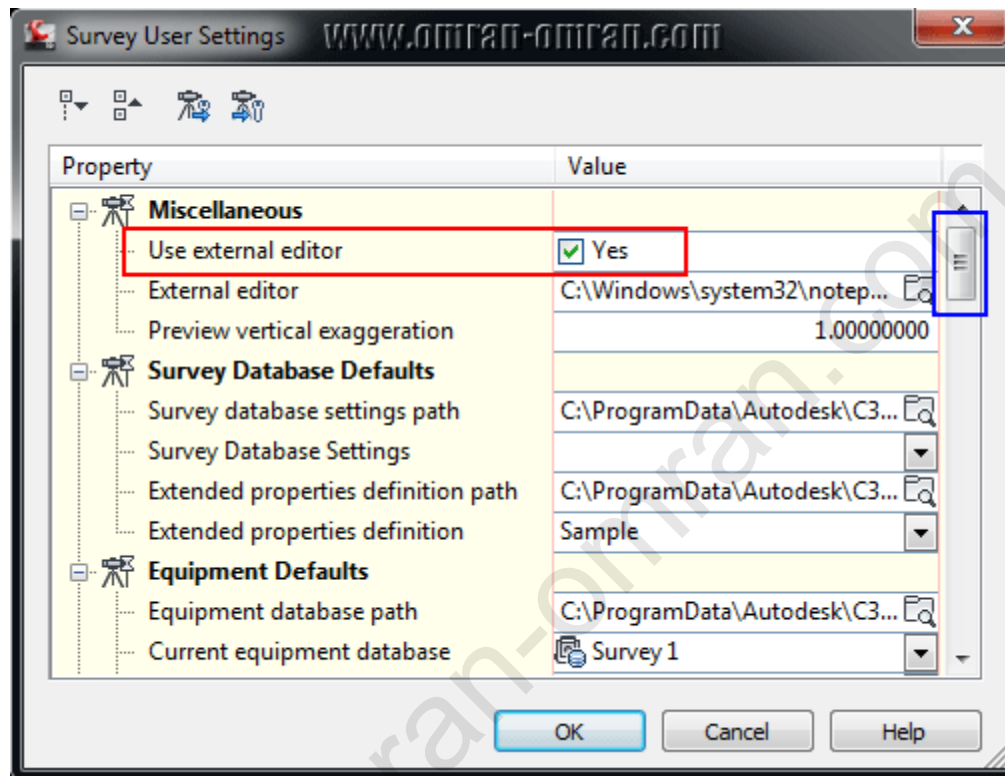 Survey User Settings www.omran-omran.com
Property Value
Miscellaneous
Use external editor Yes
External editor C:\Windows\system32\notep...
Preview vertical exaggeration 1.00000000
Survey Database Defaults
Survey database settings path C:\ProgramData\Autodesk\C3...
Survey Database Settings
Extended properties definition path C:\ProgramData\Autodesk\C3...
Extended properties definition Sample
Equipment Defaults
Equipment database path C:\ProgramData\Autodesk\C3...
Current equipment database Survey 1
OK Cancel Help
ran-omran.com